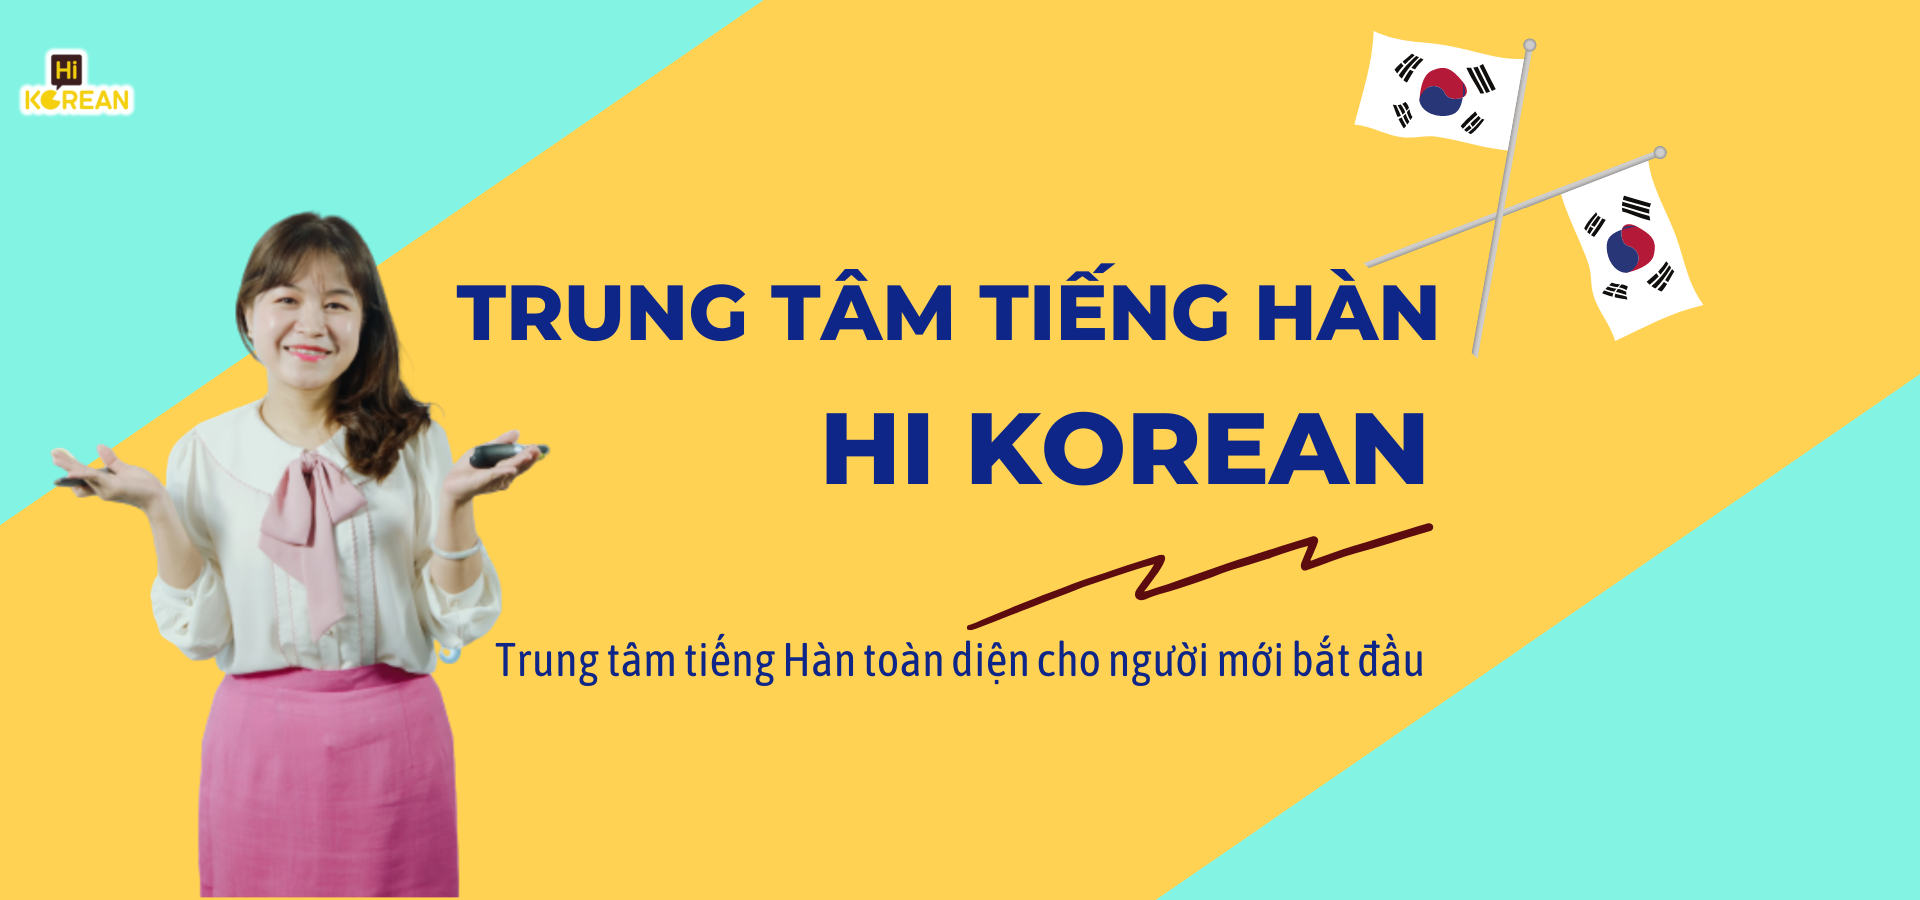 Hi
KOREAN
TRUNG TÂM TIẾNG HÀN
HI KOREAN
Trung tâm tiếng Hàn toàn diện cho người mới bắt đầu